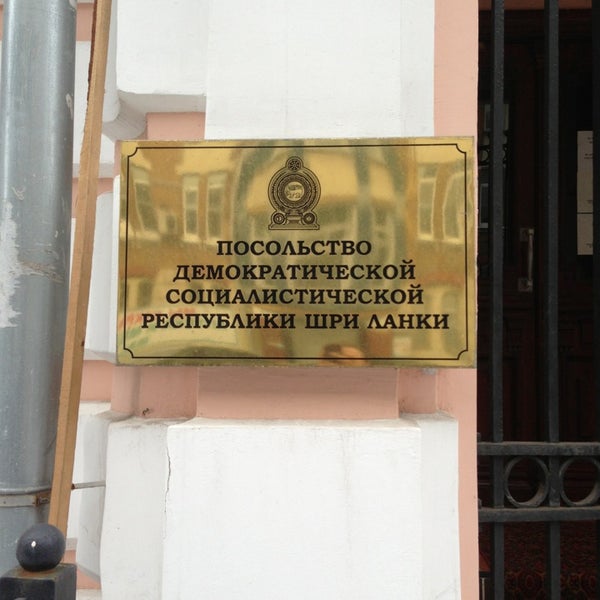 ПОСОЛЬСТВО
ДЕМОКРАТИЧЕСКОЙ
СОЦИАЛИСТИЧЕСКОЙ
РЕСПУБЛИКИ ШРИ ЛАНКИ